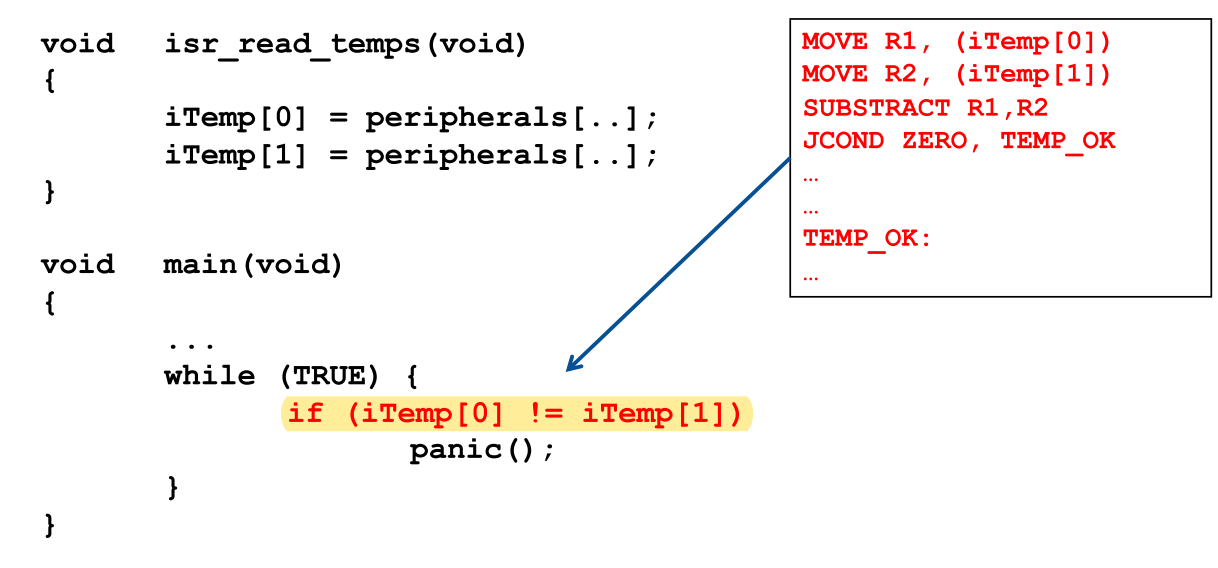 void isr_read_temps(void)
{
iTemp[0] = peripherals[..];
iTemp[1] = peripherals[..];
}
void main(void)
{
...
while (TRUE) {
if (iTemp[0] != iTemp[1])
panic();
}
}
MOVE R1, (iTemp[0])
MOVE R2, (iTemp[1])
SUBSTRACT R1,R2
JCOND ZERO, TEMP_OK
…
…
TEMP_OK:
…